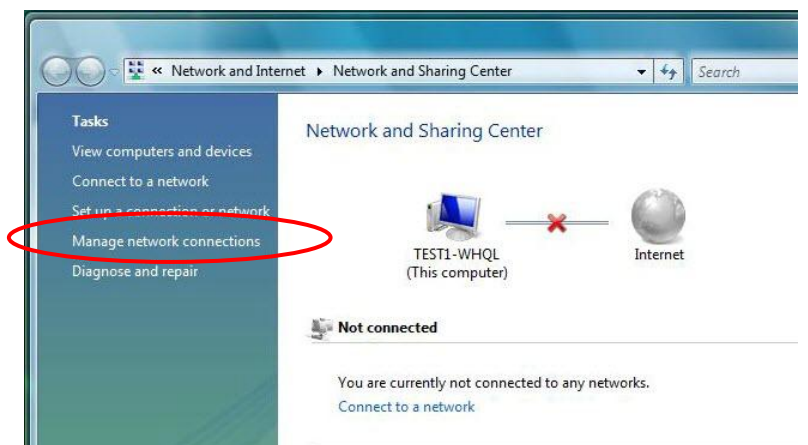 « Network and Internet ▸ Network and Sharing Center
Search
Tasks
View computers and devices
Connect to a network
Set up a connection or network
Manage network connections
Diagnose and repair
Network and Sharing Center
TEST1-WHQL
(This computer)
Internet
Not connected
You are currently not connected to any networks.
Connect to a network